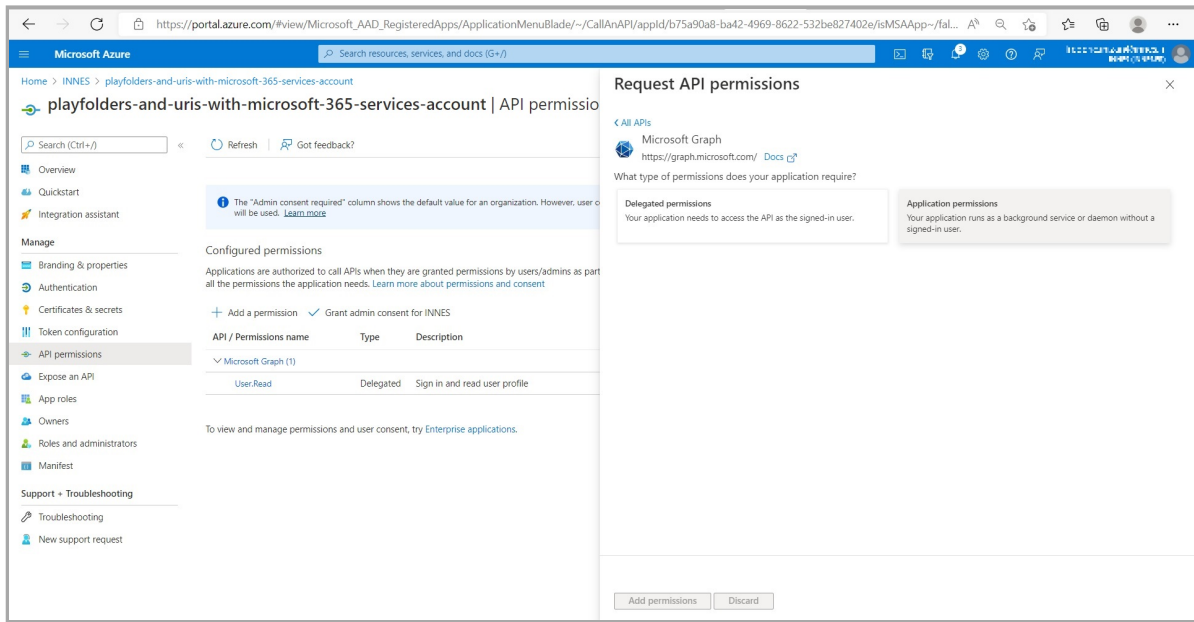 https://portal.azure.com/#view/Microsoft_AAD_RegisteredApps/ApplicationMenuBlade/~/CallAnAPI/appId/b75a90a8-ba42-4969-8622-532be827402e/isMSAApp~/fal...
Microsoft Azure
Search resources, services, and docs (G+/)
3
Home > INNES > playfolders-and-uris-with-microsoft-365-services-account
playfolders-and-uris-with-microsoft-365-services-account | API permissio
Search (Ctrl+/)
«
Refresh
Got feedback?
Overview
Quickstart
Integration assistant
Manage
Branding & properties
Authentication
Certificates & secrets
Token configuration
API permissions
Expose an API
App roles
Owners
Roles and administrators
Manifest
Support + Troubleshooting
Troubleshooting
New support request
The "Admin consent required" column shows the default value for an organization. However, user c
will be used. Learn more
Configured permissions
Applications are authorized to call APIs when they are granted permissions by users/admins as part
all the permissions the application needs. Learn more about permissions and consent
Add a permission
Grant admin consent for INNES
API / Permissions name
Type
Description
Microsoft Graph (1)
User.Read
Delegated
Sign in and read user profile
To view and manage permissions and user consent, try Enterprise applications.
Request API permissions
All APIs
Microsoft Graph
https://graph.microsoft.com/ Docs
What type of permissions does your application require?
Delegated permissions
Your application needs to access the API as the signed-in user.
Application permissions
Your application runs as a background service or daemon without a
signed-in user.
Add permissions
Discard